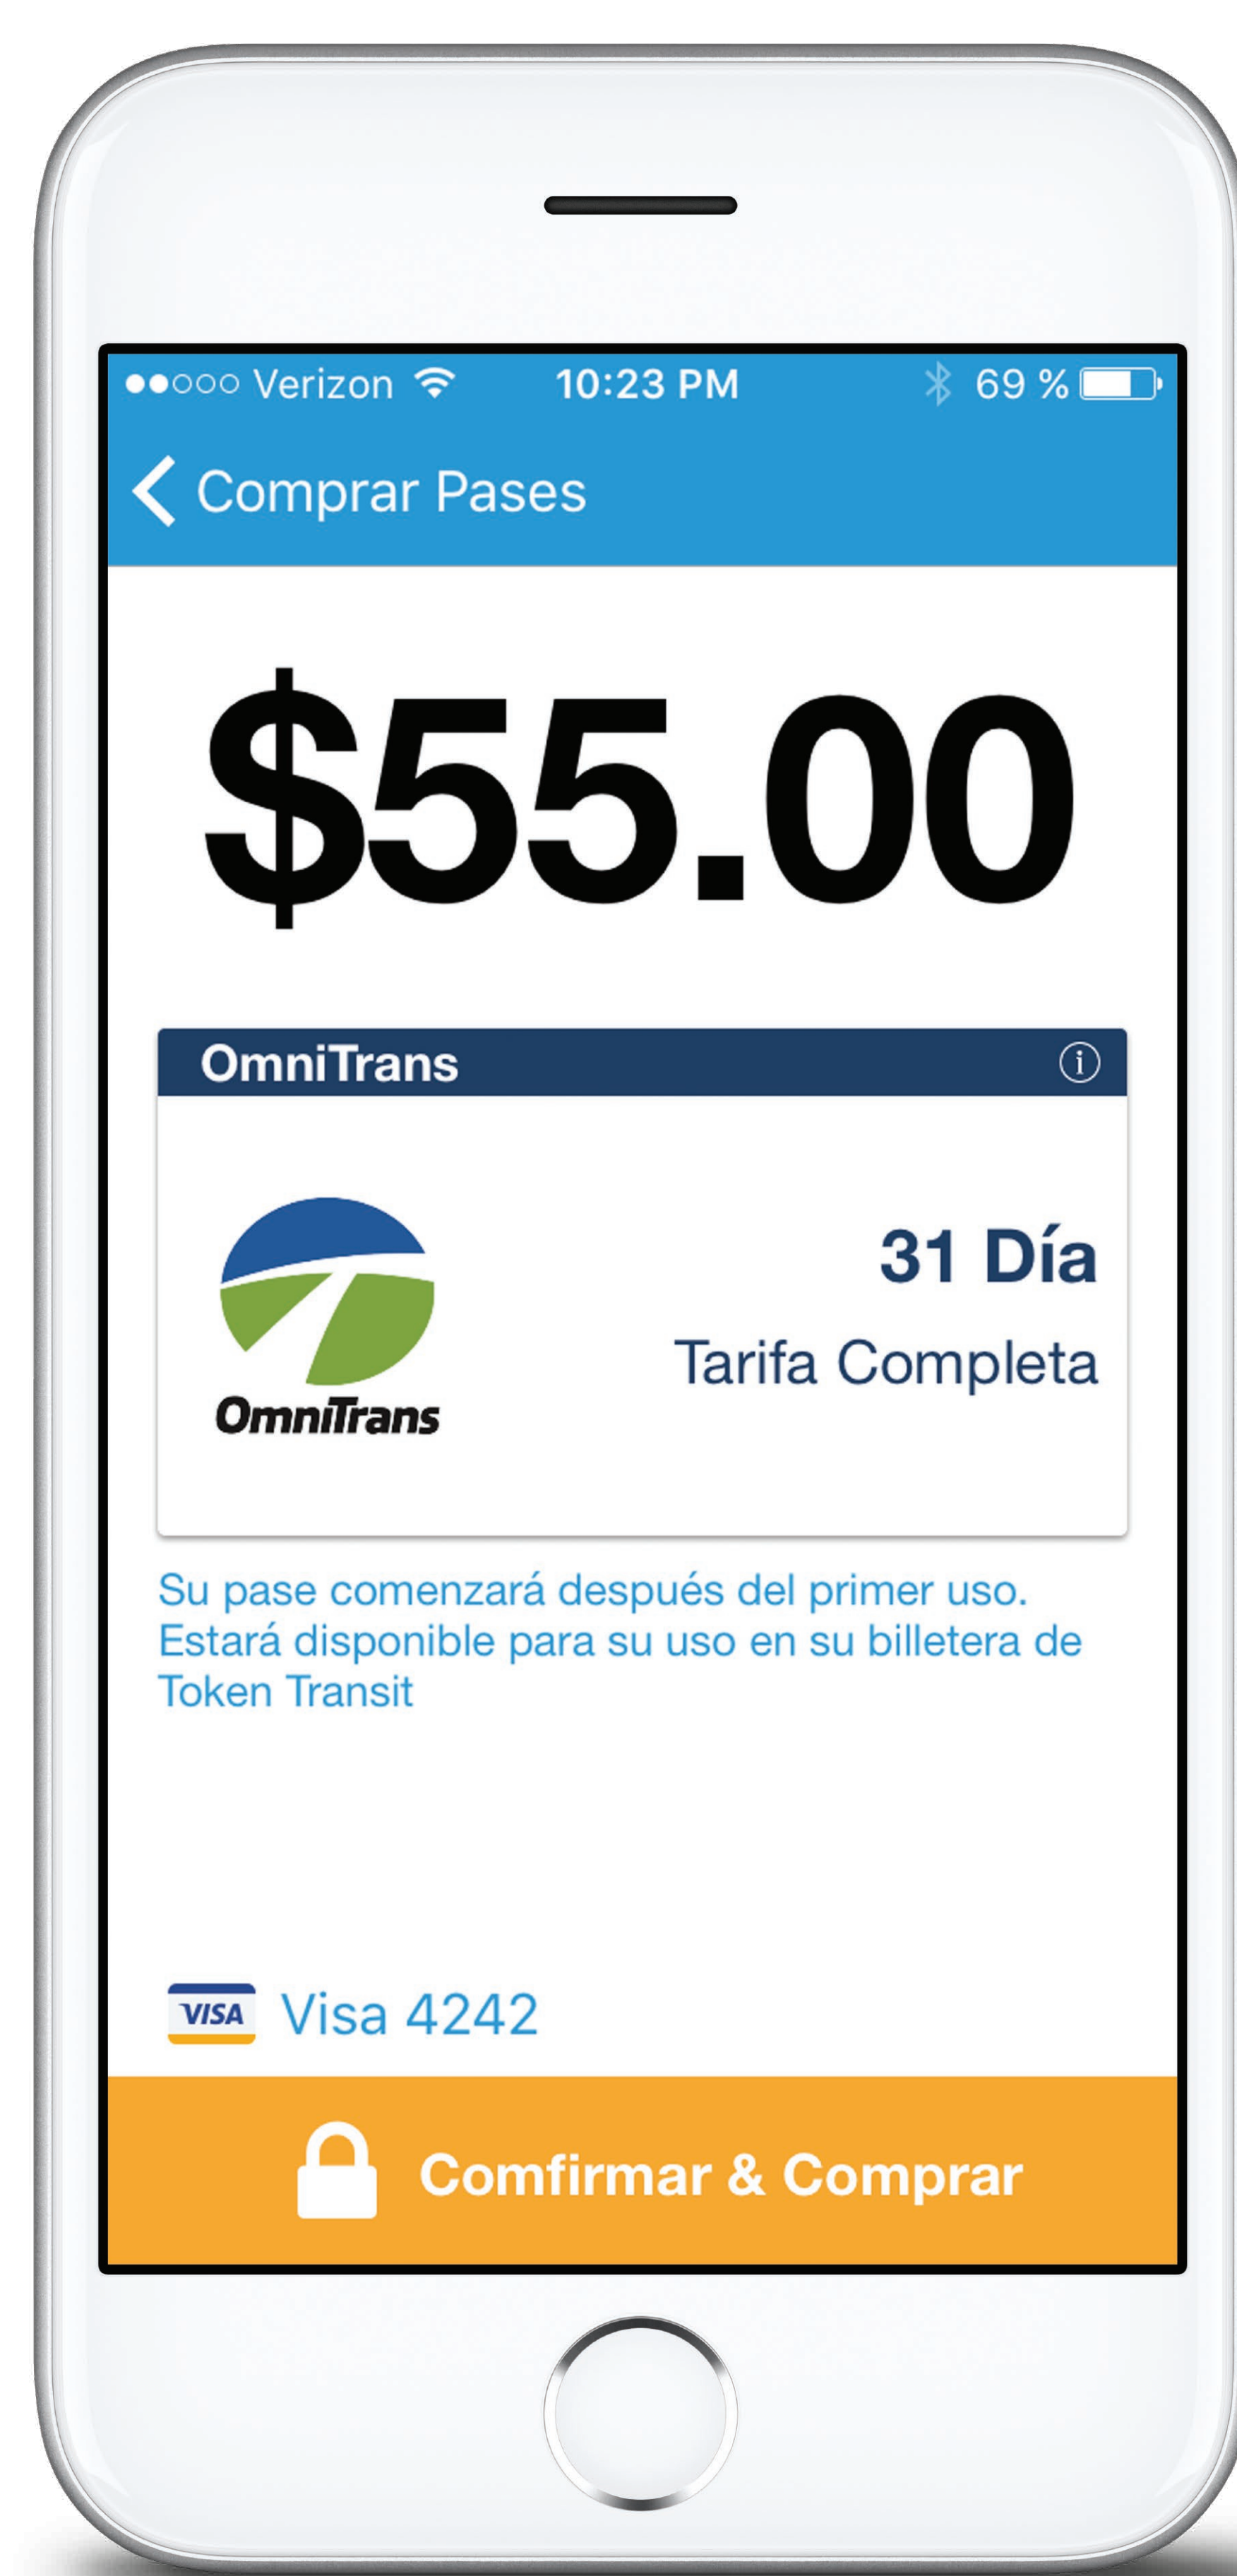 Verizon 10:23 PM 69 %
Comprar Pases
$55.00
OmniTrans
31 Día
Tarifa Completa
OmniTrans
Su pase comenzará después del primer uso.
Estará disponible para su uso en su billetera de
Token Transit
VISA Visa 4242
Comfirmar & Comprar